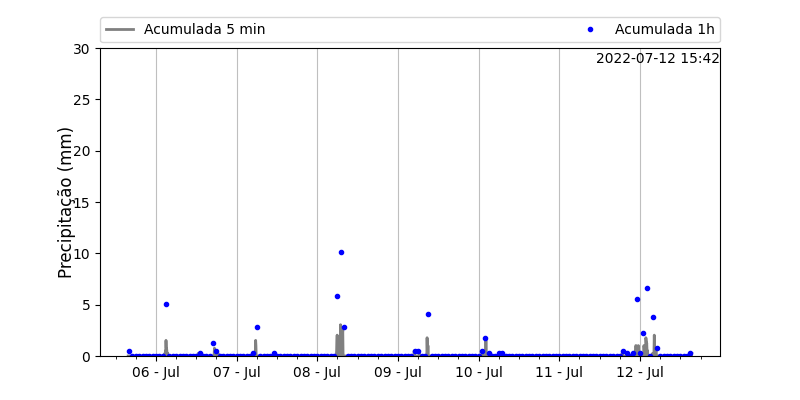 Acumulada 5 min
Acumulada 1h
2022-07-12 15:42
Precipitação (mm)
30
25
20
15
10
5
0
06 - Jul
07 - Jul
08 - Jul
09 - Jul
10 - Jul
11 - Jul
12 - Jul